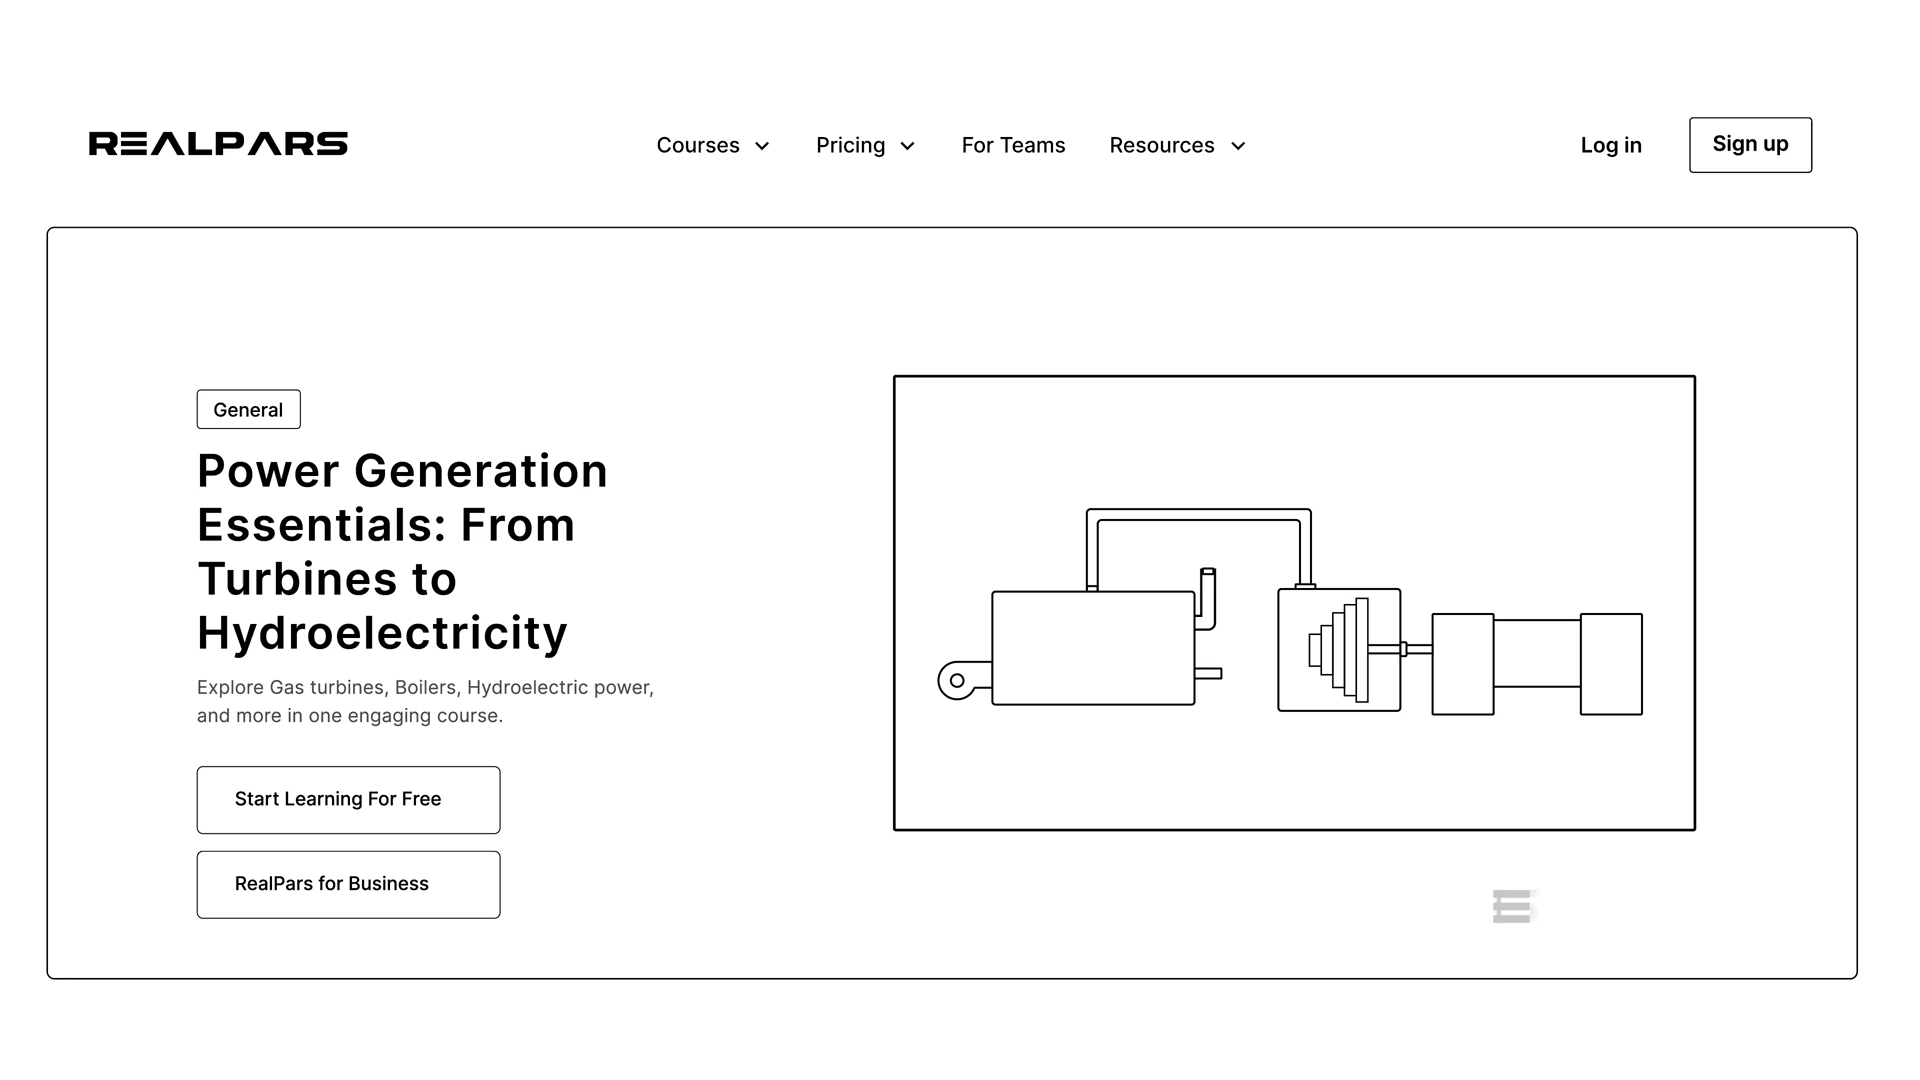 REALPARS
Courses
Pricing
For Teams
Resources
Log in
Sign up
General
Power Generation
Essentials: From
Turbines to
Hydroelectricity
Explore Gas turbines, Boilers, Hydroelectric power,
and more in one engaging course.
Start Learning For Free
RealPars for Business